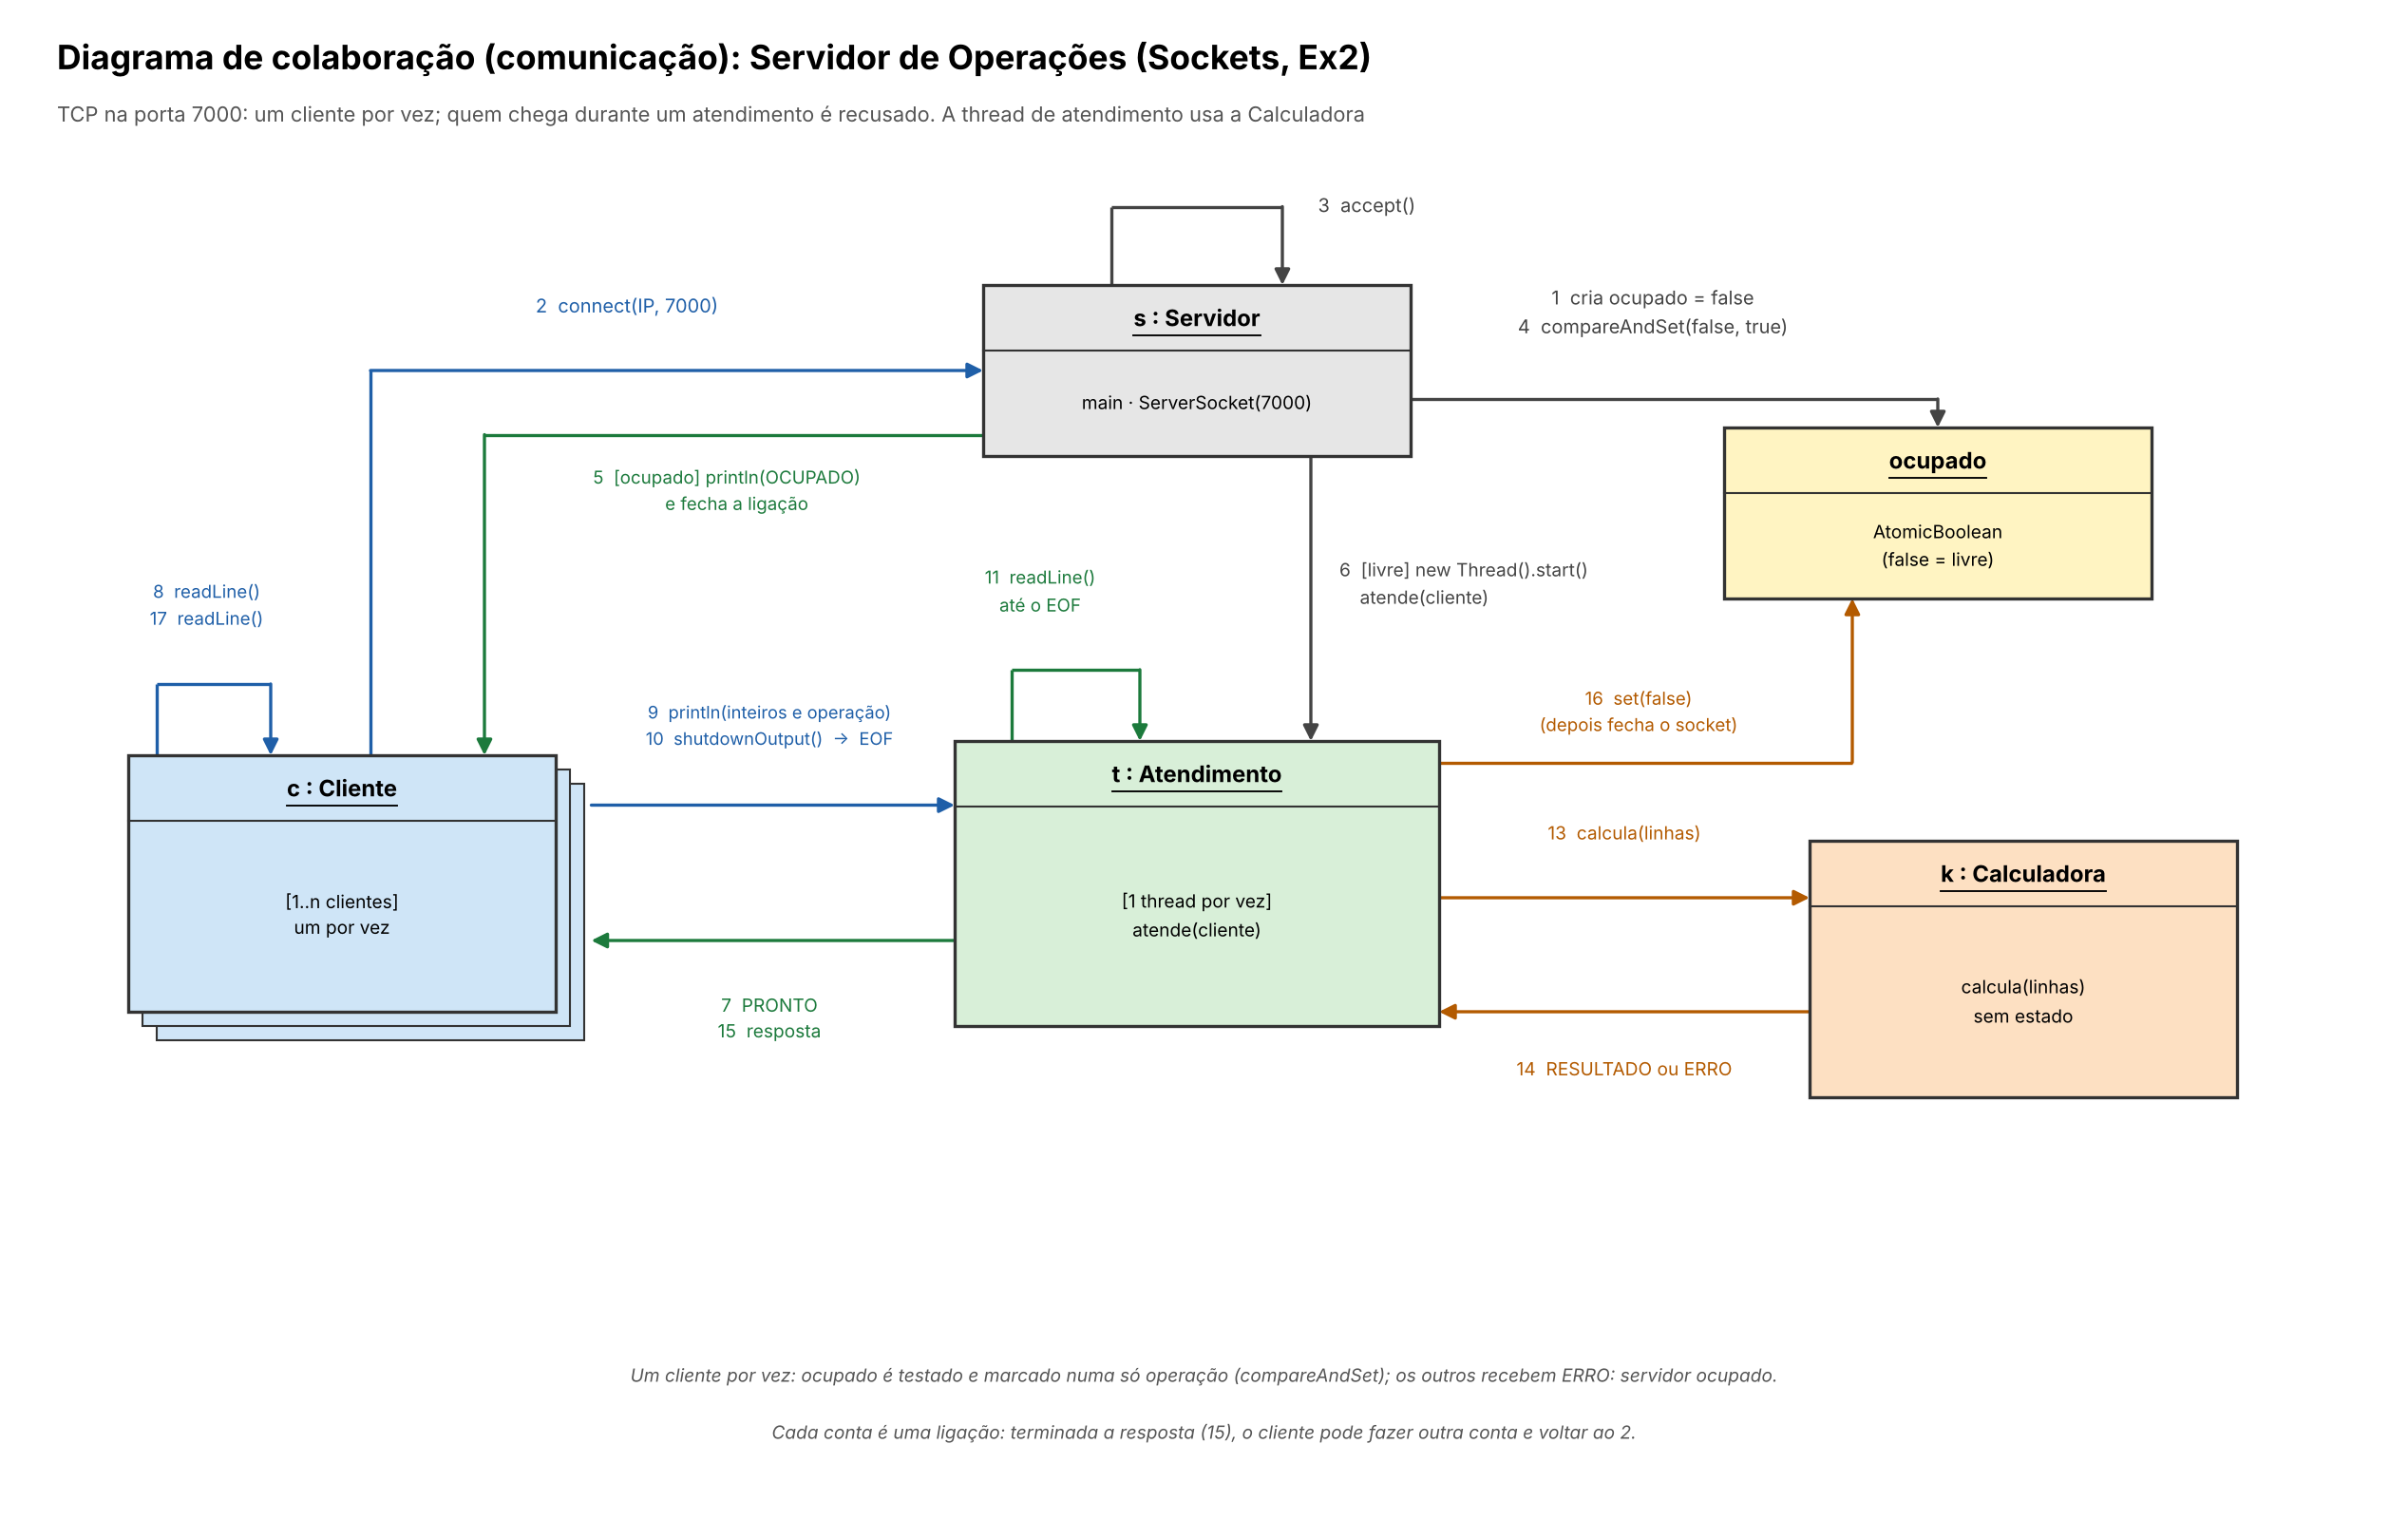 Diagrama de colaboração (comunicação): Servidor de Operações (Sockets, Ex2)
TCP na porta 7000: um cliente por vez; quem chega durante um atendimento é recusado. A thread de atendimento usa a Calculadora
3 accept()
2 connect(IP, 7000)
1 cria ocupado = false
4 compareAndSet(false, true)
s : Servidor
main · ServerSocket(7000)
5 [ocupado] println(OCUPADO)
e fecha a ligação
ocupado
AtomicBoolean
(false = livre)
6 [livre] new Thread().start()
atende(cliente)
11 readLine()
até o EOF
8 readLine()
17 readLine()
9 println(inteiros e operação)
10 shutdownOutput() → EOF
16 set(false)
(depois fecha o socket)
c : Cliente
[1..n clientes]
um por vez
t : Atendimento
[1 thread por vez]
atende(cliente)
13 calcula(linhas)
k : Calculadora
calcula(linhas)
sem estado
7 PRONTO
15 resposta
14 RESULTADO ou ERRO
Um cliente por vez: ocupado é testado e marcado numa só operação (compareAndSet); os outros recebem ERRO: servidor ocupado.
Cada conta é uma ligação: terminada a resposta (15), o cliente pode fazer outra conta e voltar ao 2.